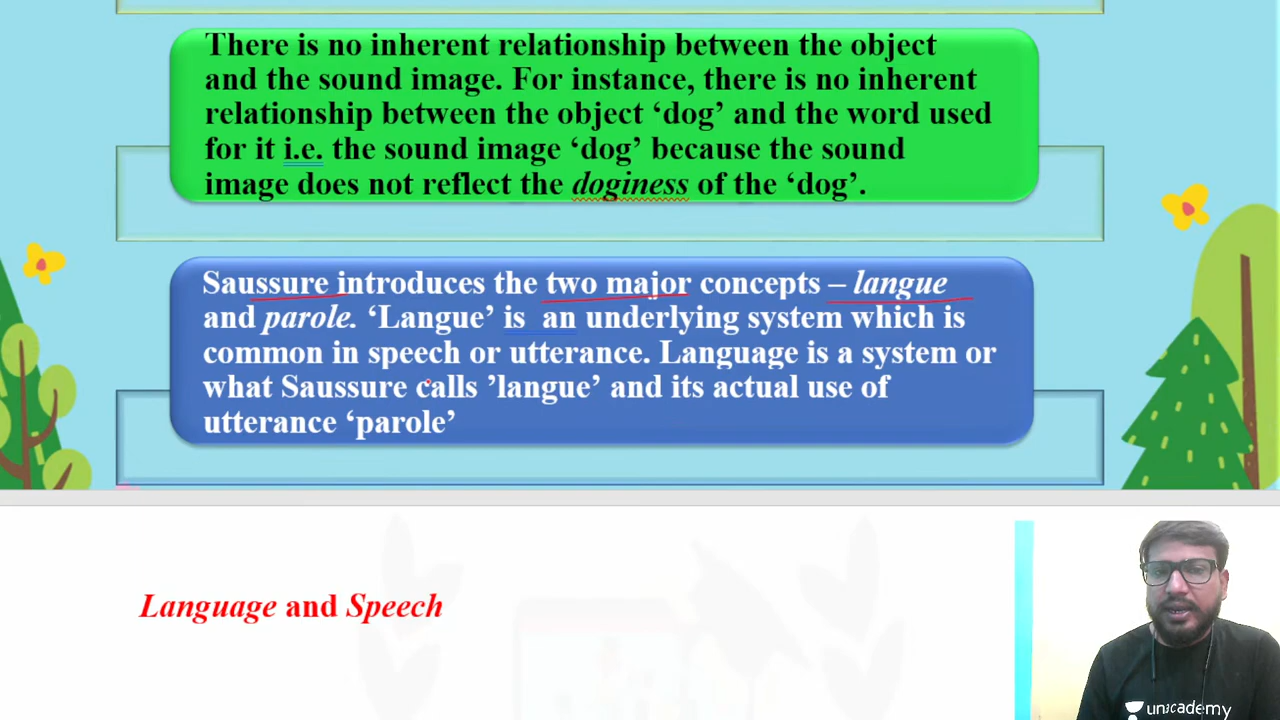 There is no inherent relationship between the object
and the sound image. For instance, there is no inherent
relationship between the object ‘dog’ and the word used
for it i.e. the sound image ‘dog’ because the sound
image does not reflect the doginess of the ‘dog’.
Saussure introduces the two major concepts – langue
and parole. ‘Langue’ is  an underlying system which is
common in speech or utterance. Language is a system or
what Saussure calls ’langue’ and its actual use of
utterance ‘parole’
Language and Speech
unacademy